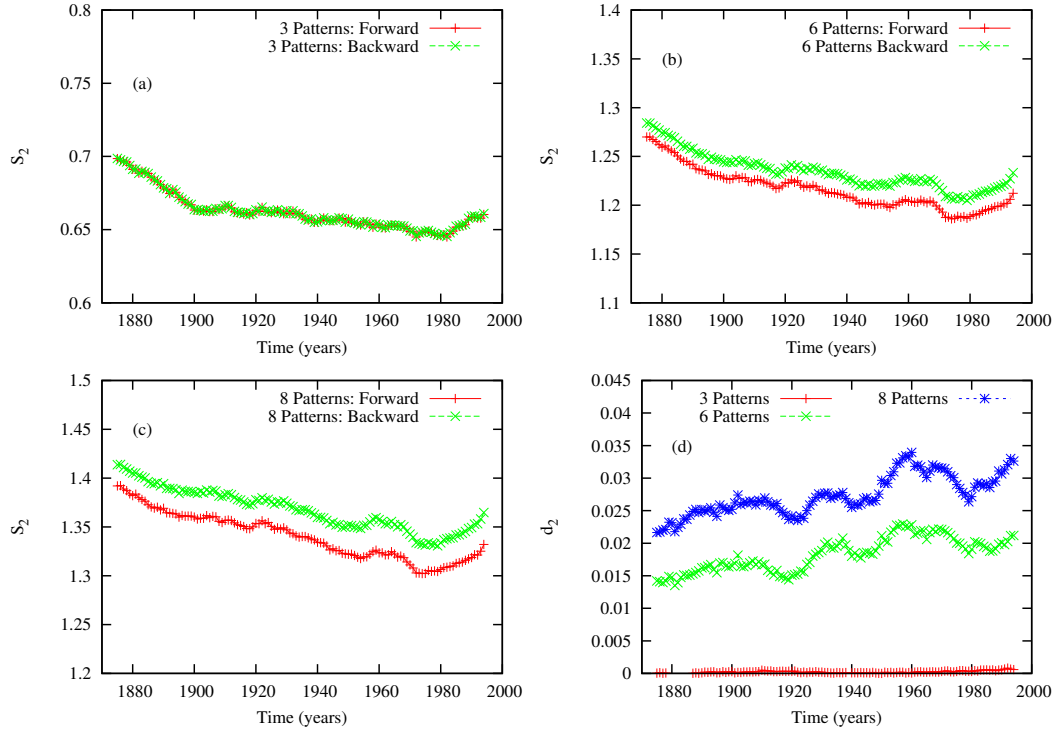 3 Patterns: Forward
3 Patterns: Backward
(a)
S2
0.8
0.75
0.7
0.65
0.6
1880 1900 1920 1940 1960 1980 2000
Time (years)
6 Patterns: Forward
6 Patterns Backward
(b)
S2
1.4
1.35
1.3
1.25
1.2
1.15
1.1
1880 1900 1920 1940 1960 1980 2000
Time (years)
8 Patterns: Forward
8 Patterns: Backward
(c)
S2
1.5
1.45
1.4
1.35
1.3
1.25
1.2
1880 1900 1920 1940 1960 1980 2000
Time (years)
3 Patterns
6 Patterns
8 Patterns
(d)
d2
0.045
0.04
0.035
0.03
0.025
0.02
0.015
0.01
0.005
0
1880 1900 1920 1940 1960 1980 2000
Time (years)